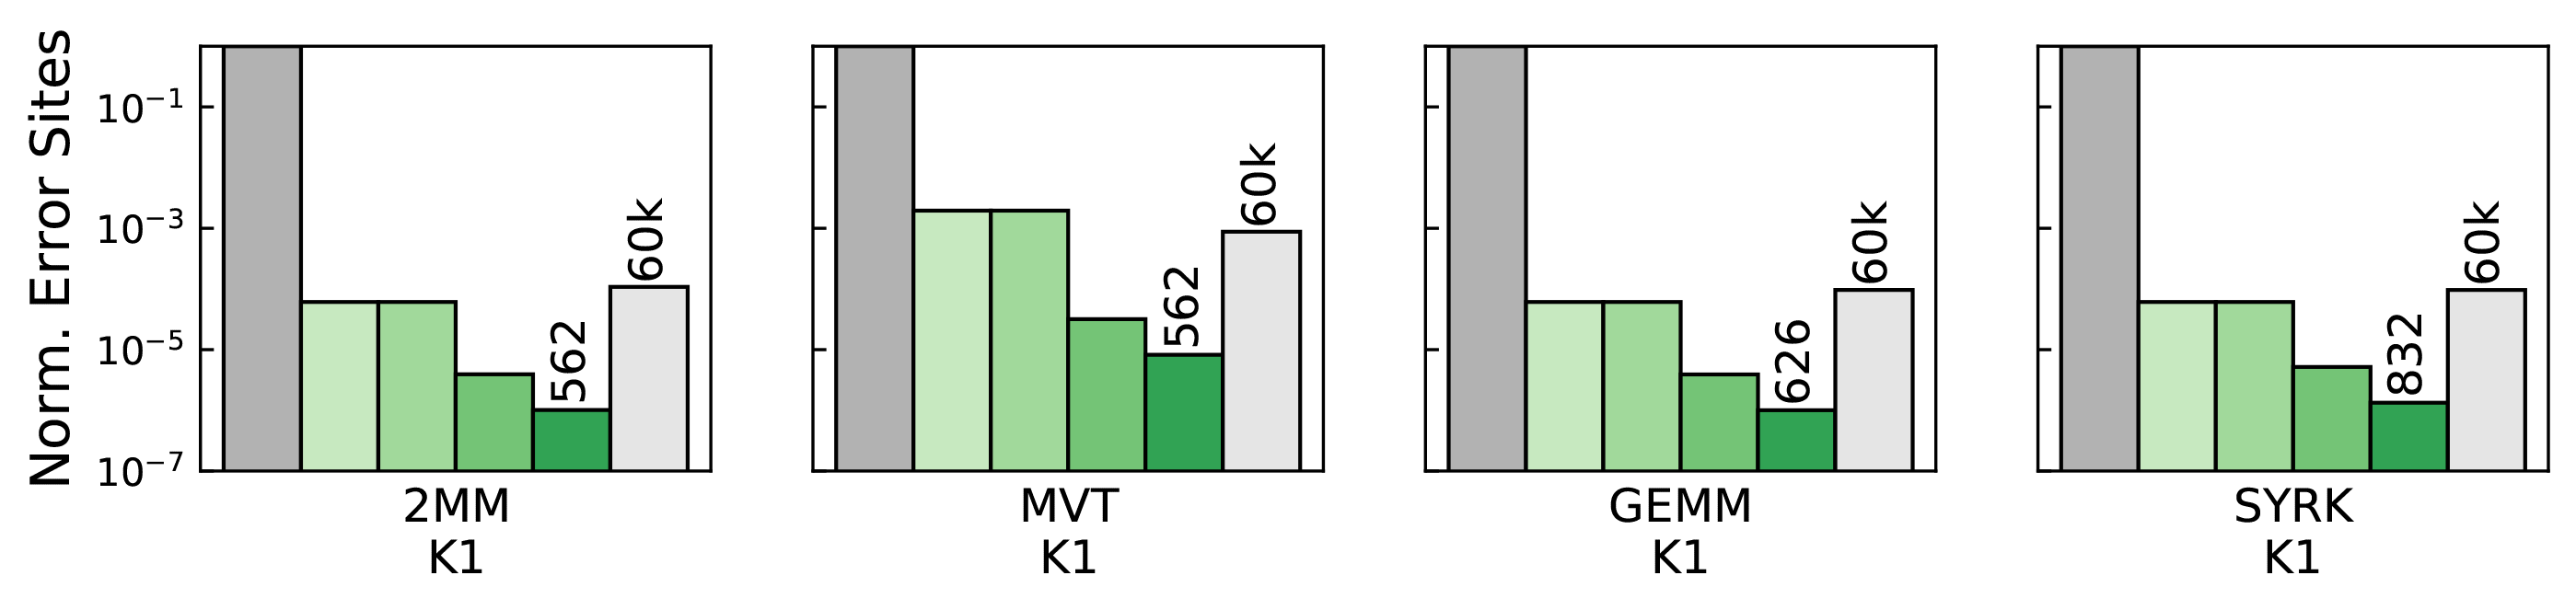 Norm. Error Sites
10⁻¹
10⁻³
10⁻⁵
10⁻⁷
562
60k
2MM
K1
562
60k
MVT
K1
626
60k
GEMM
K1
832
60k
SYRK
K1